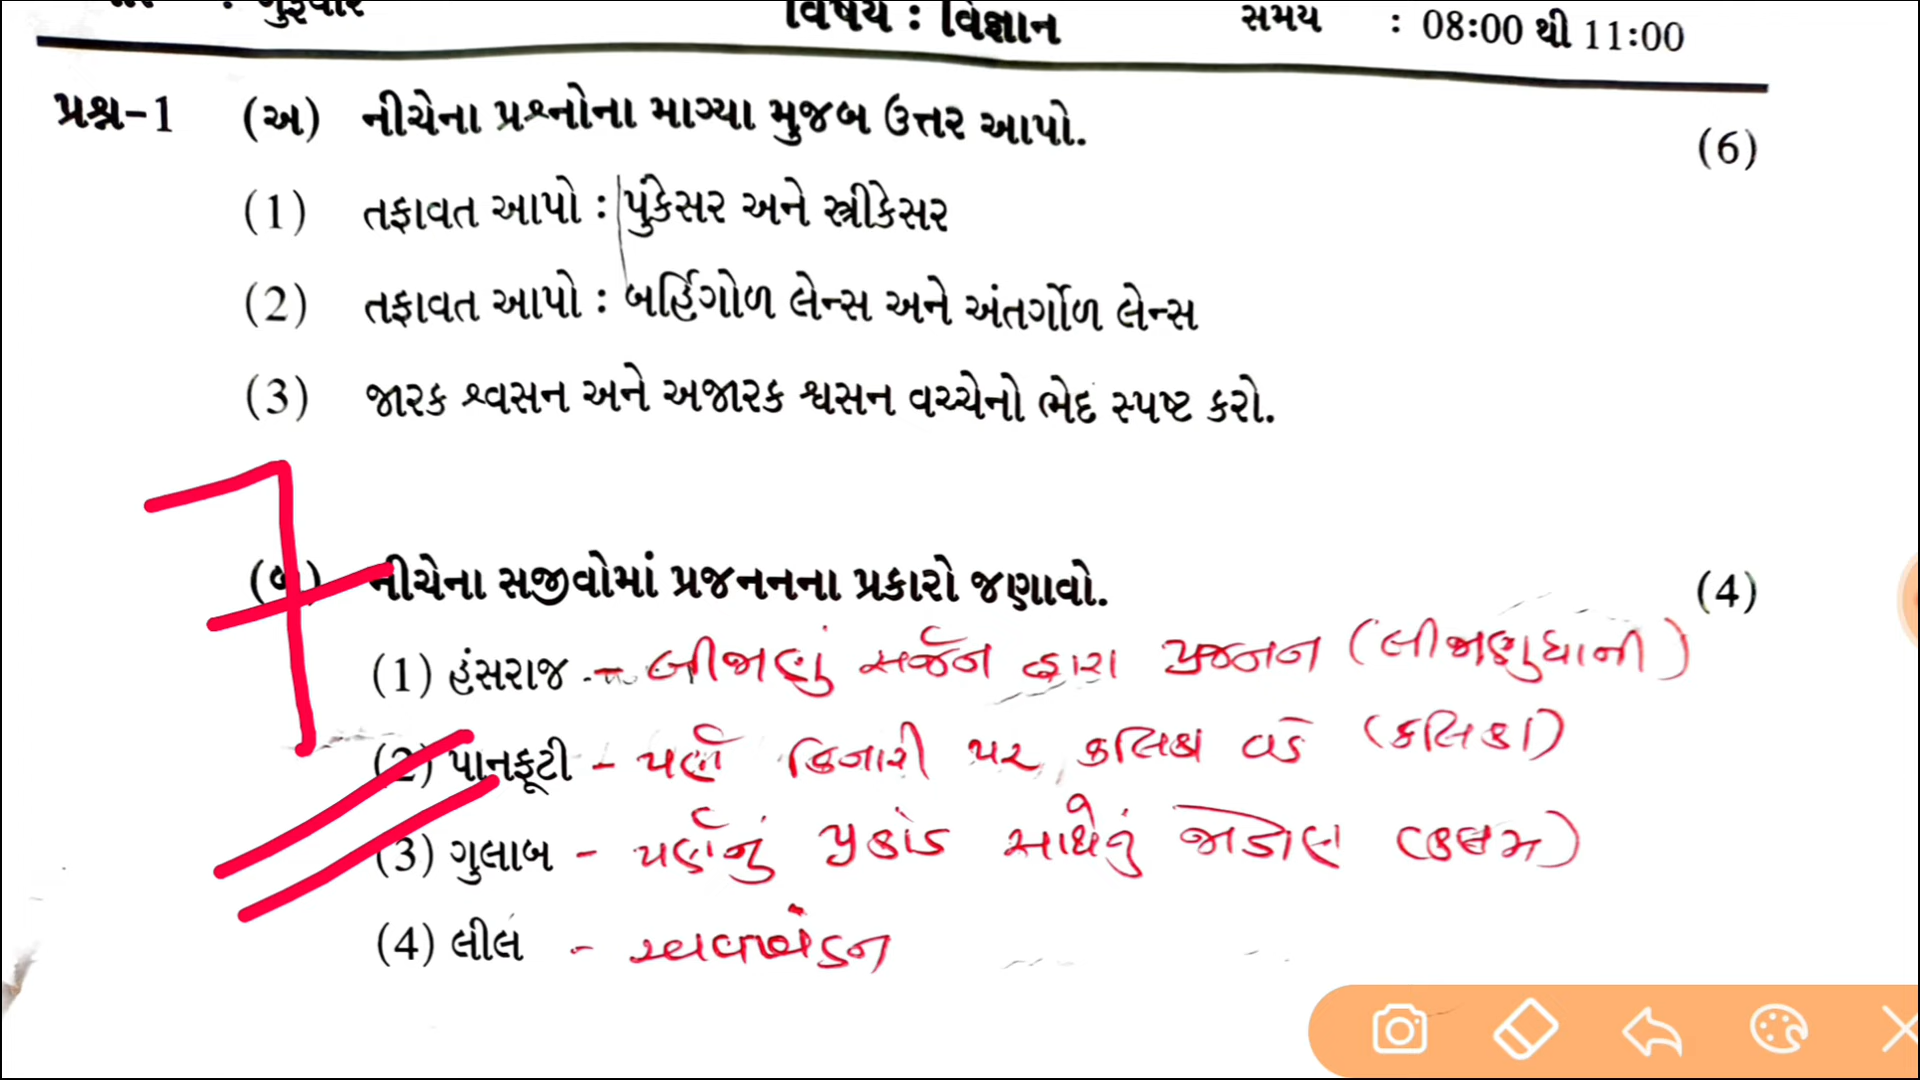 : ગુરૂવાર વિષય : વિજ્ઞાન સમય : 08:00 થી 11:00
પ્રશ્ન-1 (અ) નીચેના પ્રશ્નોના માગ્યા મુજબ ઉત્તર આપો. (6)
(1) તફાવત આપો : પુંકેસર અને સ્ત્રીકેસર
(2) તફાવત આપો : બર્હિગોળ લેન્સ અને અંતર્ગોળ લેન્સ
(3) જારક શ્વસન અને અજારક શ્વસન વચ્ચેનો ભેદ સ્પષ્ટ કરો.
(બ) નીચેના સજીવોમાં પ્રજનનના પ્રકારો જણાવો. (4)
(1) હંસરાજ - બીજાણું સર્જન દ્વારા પ્રજનન (બીજાણુધાની)
(2) પાનફૂટી - પર્ણ કિનારી પર કલિકા વડે (કલિકા)
(3) ગુલાબ - પર્ણનું પ્રકાંડ સાથેનું જોડાણ (કલમ)
(4) લીલ - અવખંડન